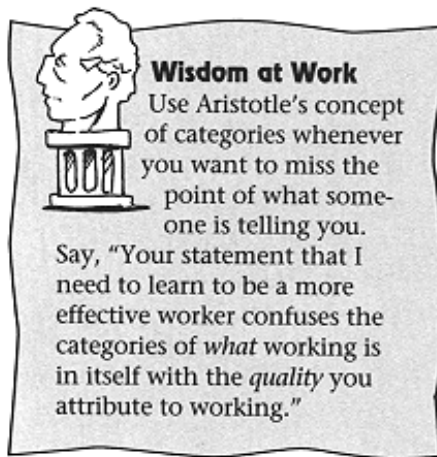 Wisdom at Work
Use Aristotle's concept
of categories whenever
you want to miss the
point of what some-
one is telling you.
Say, "Your statement that I
need to learn to be a more
effective worker confuses the
categories of what working is
in itself with the quality you
attribute to working."